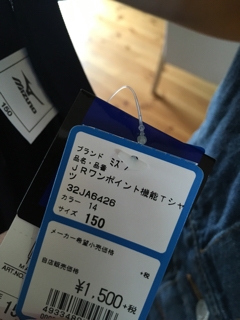 MIZUNO
150
ブランド ミズノ
品名・品番
JRワンポイント機能Tシャ
ツ
32JA6426
カラー 14
サイズ 150
メーカー希望小売価格
+税
自店販売価格
¥1,500+税